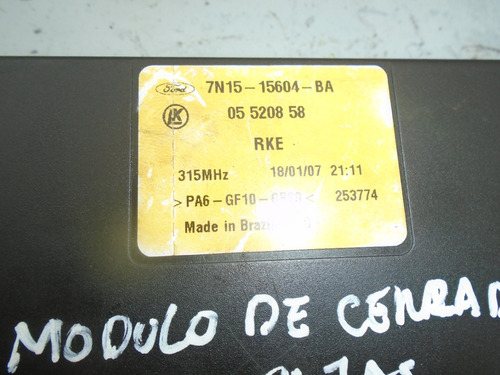 Ford 7N15-15604-BA
05 5208 58
RKE
315MHz 18/01/07 21:11
>PA6-GF10- 253774
Made in
MODULO DE CERRAD